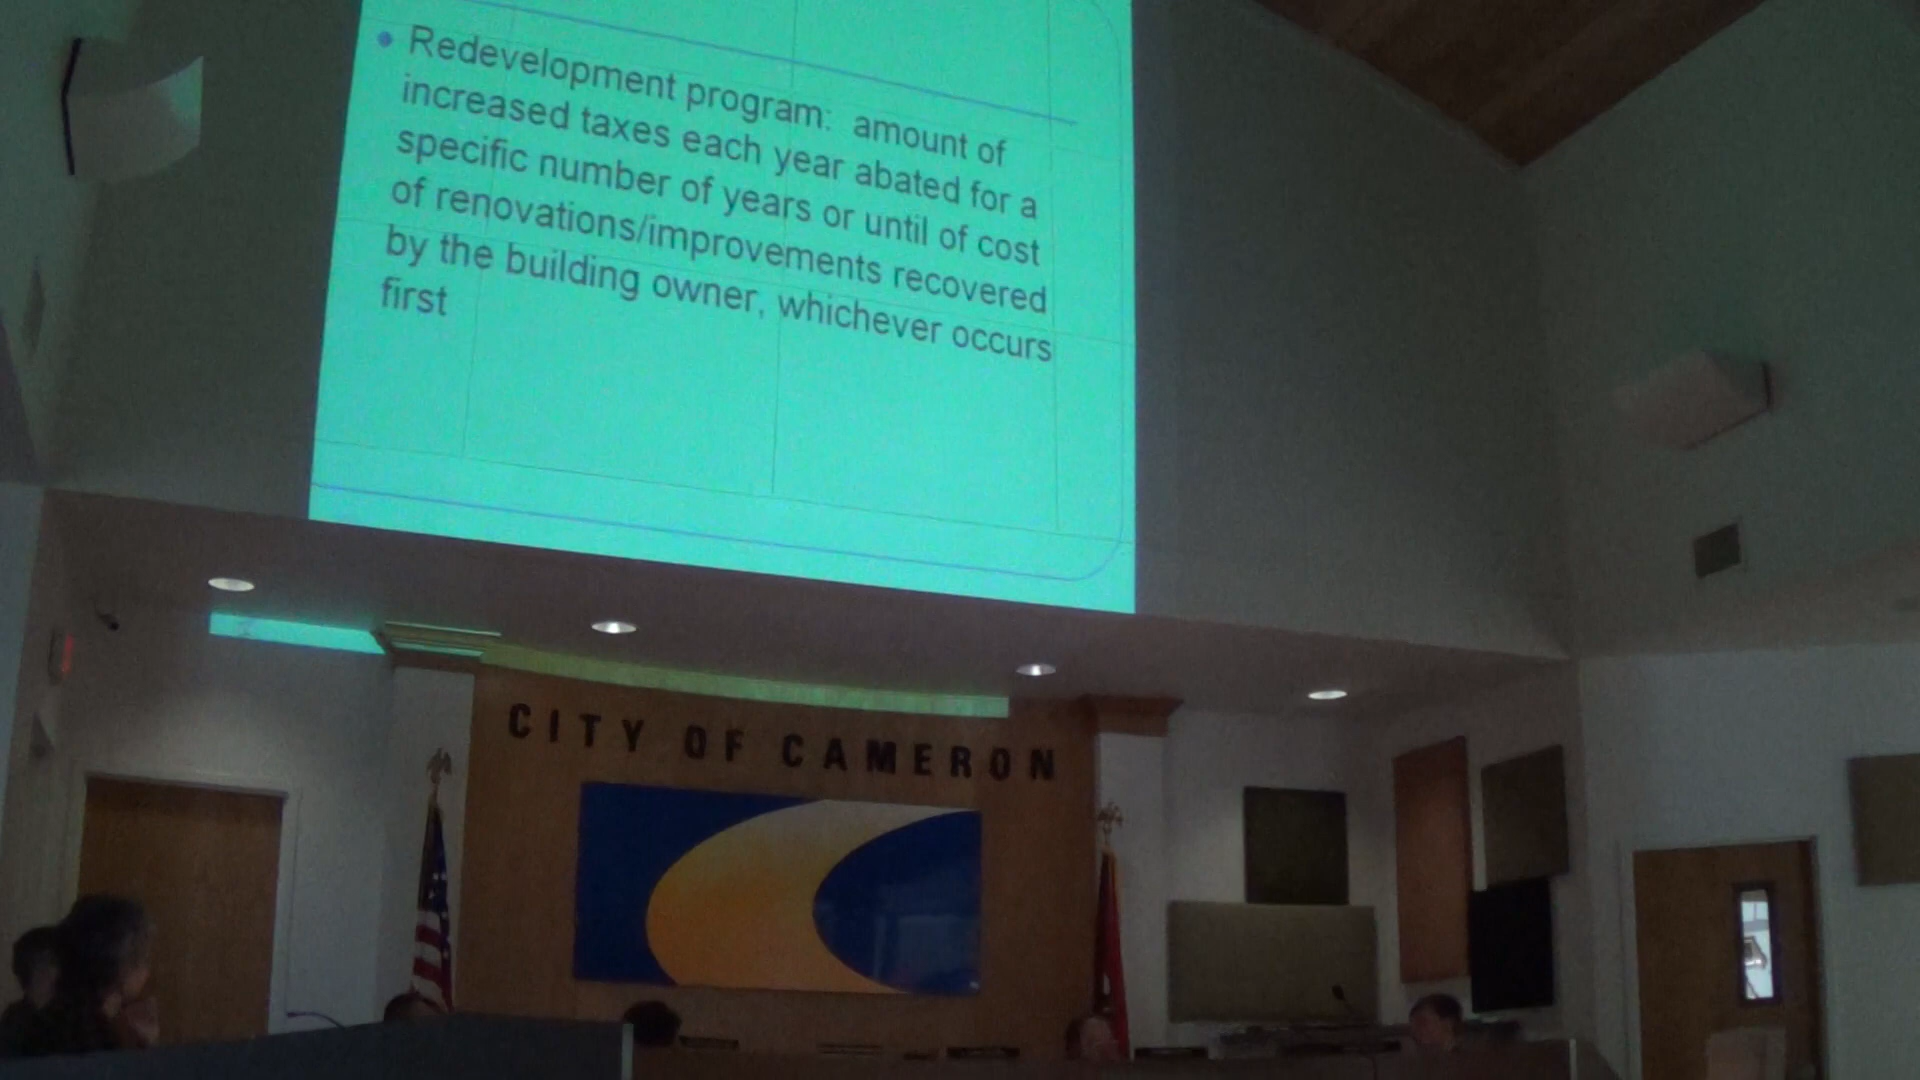 Redevelopment program: amount of
increased taxes each year abated for a
specific number of years or until of cost
of renovations/improvements recovered
by the building owner, whichever occurs
first
CITY OF CAMERON